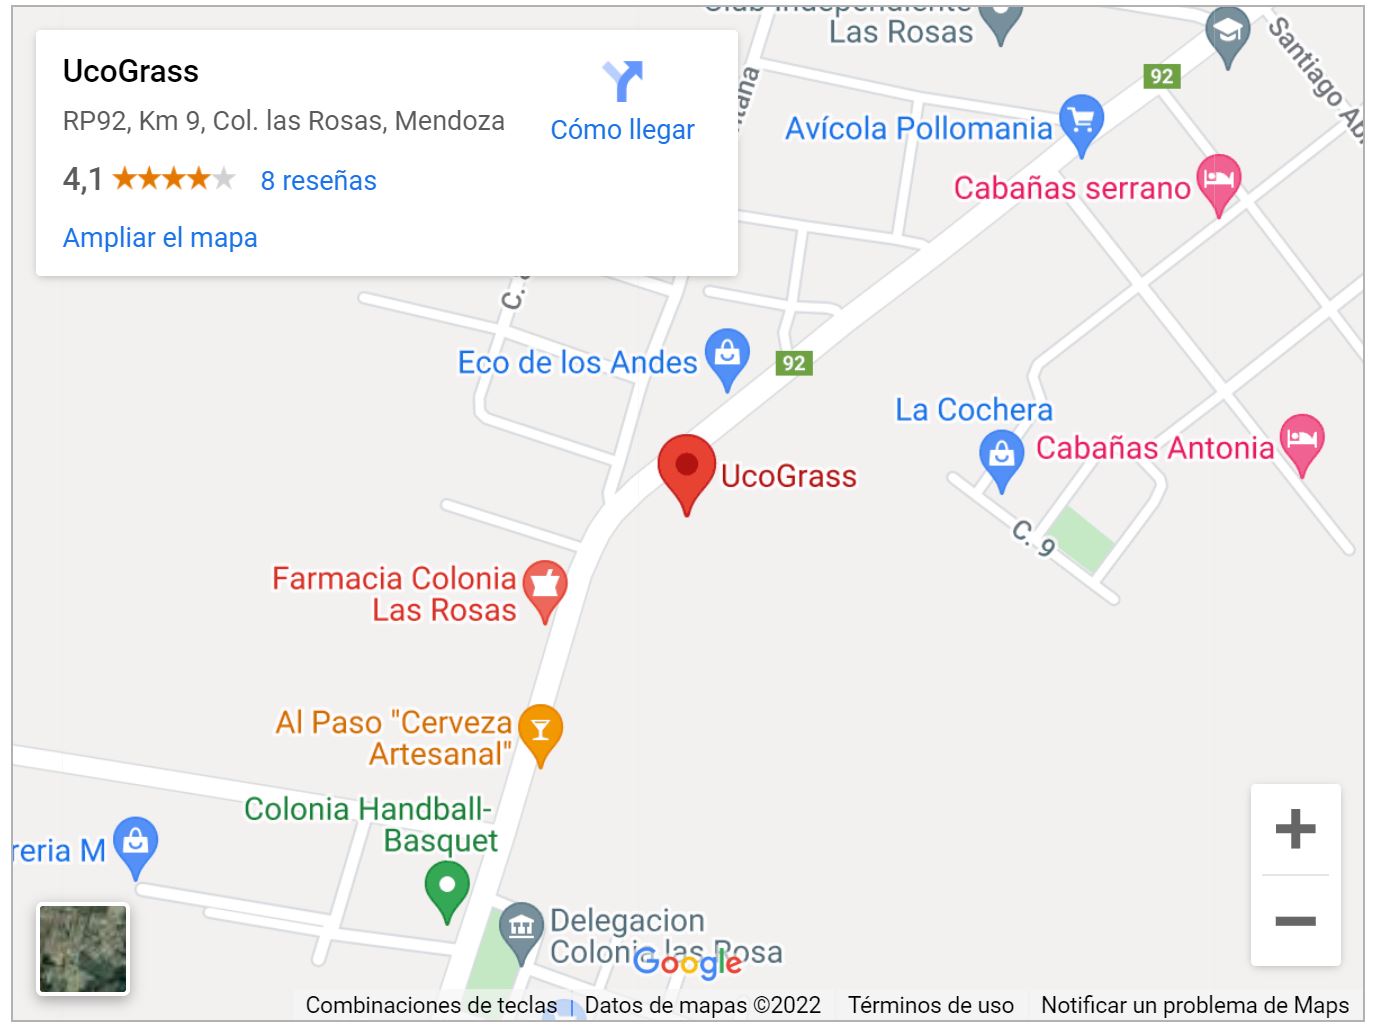 Club Independiente
Las Rosas
UcoGrass
RP92, Km 9, Col. las Rosas, Mendoza
Cómo llegar
4,1
8 reseñas
Ampliar el mapa
92
Santiago
Avícola Pollomania
Cabañas serrano
C.
Eco de los Andes
92
La Cochera
Cabañas Antonia
UcoGrass
C. 9
Farmacia Colonia
Las Rosas
Al Paso "Cerveza
Artesanal"
Colonia Handball-
Basquet
reria M
Delegacion
Colonia las Rosa
Google
Combinaciones de teclas
Datos de mapas ©2022
Términos de uso
Notificar un problema de Maps